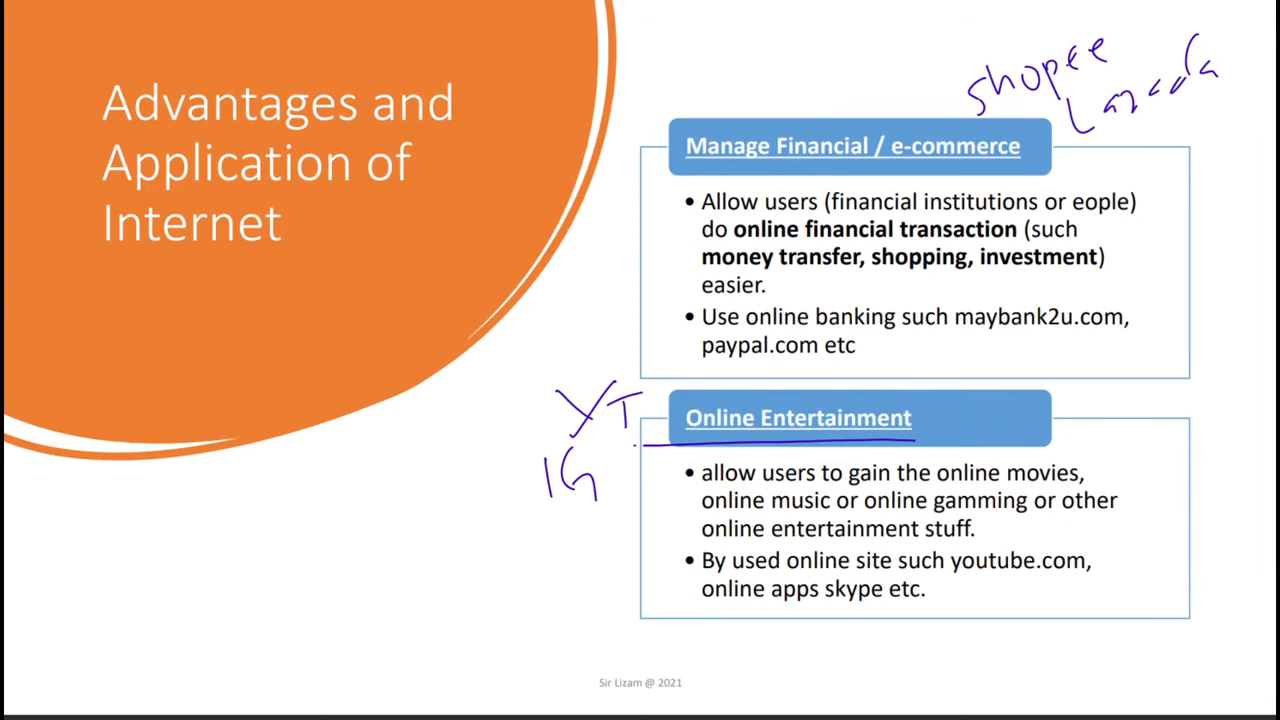 Advantages and
Application of
Internet
shopee
Lazada
Manage Financial / e-commerce
• Allow users (financial institutions or eople)
do online financial transaction (such
money transfer, shopping, investment)
easier.
• Use online banking such maybank2u.com,
paypal.com etc
YT
IG
Online Entertainment
• allow users to gain the online movies,
online music or online gamming or other
online entertainment stuff.
• By used online site such youtube.com,
online apps skype etc.
Sir Lizam @ 2021